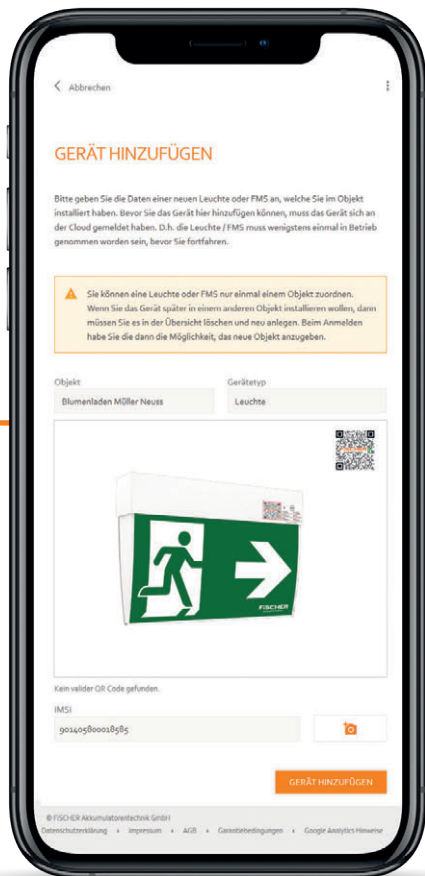 Abbrechen
GERÄT HINZUFÜGEN
Bitte geben Sie die Daten einer neuen Leuchte oder FMS an, welche Sie im Objekt
installiert haben. Bevor Sie das Gerät hier hinzufügen können, muss das Gerät sich an
der Cloud gemeldet haben. D.h. die Leuchte / FMS muss wenigstens einmal in Betrieb
genommen worden sein, bevor Sie fortfahren.
Sie können eine Leuchte oder FMS nur einmal einem Objekt zuordnen.
Wenn Sie das Gerät später in einem anderen Objekt installieren wollen, dann
müssen Sie es in der Übersicht löschen und neu anlegen. Beim Anmelden
habe Sie die dann die Möglichkeit, das neue Objekt anzugeben.
Objekt Gerätetyp
Blumenladen Müller Neuss Leuchte
FISCHER
Kein valider QR Code gefunden.
IMSI
901405800018585
GERÄT HINZUFÜGEN
© FISCHER Akkumulatorentechnik GmbH
Datenschutzerklärung Impressum AGB Garantiebedingungen Google Analytics Hinweise